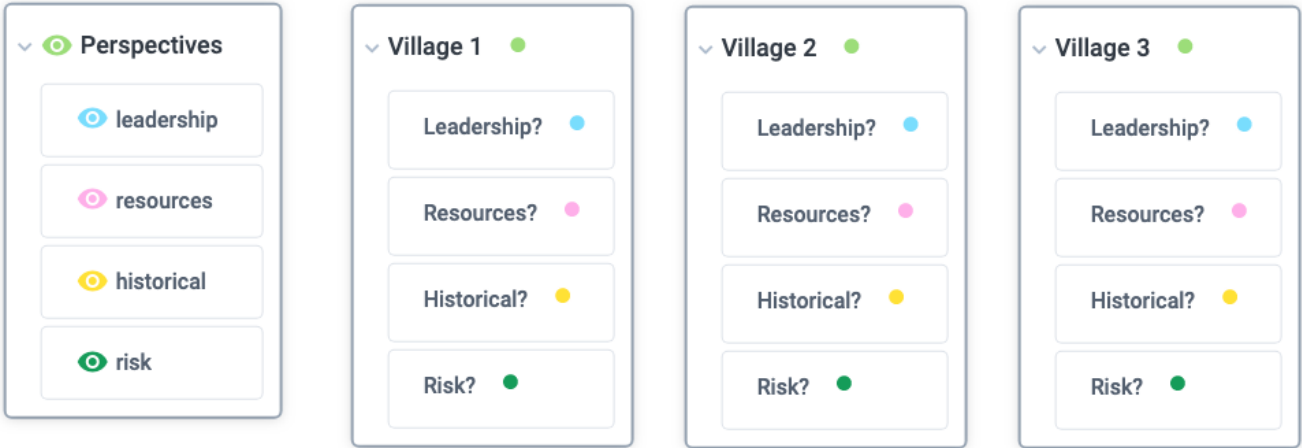 Perspectives
leadership
resources
historical
risk
Village 1
Leadership?
Resources?
Historical?
Risk?
Village 2
Leadership?
Resources?
Historical?
Risk?
Village 3
Leadership?
Resources?
Historical?
Risk?